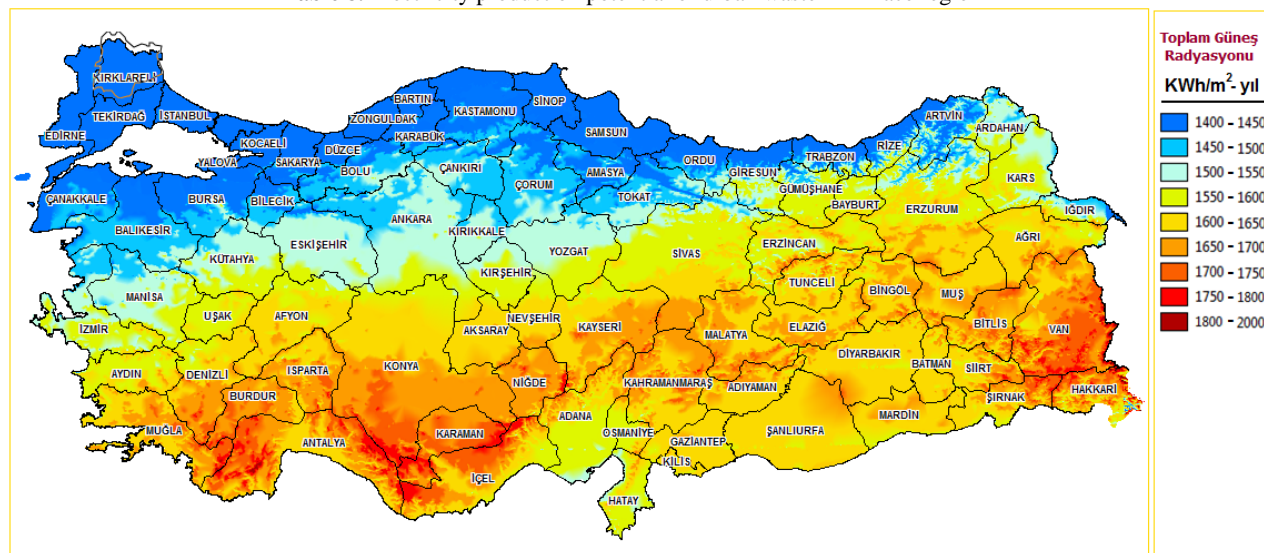 Toplam Güneş
Radyasyonu
KWh/m²- yıl
1400 - 1450
1450 - 1500
1500 - 1550
1550 - 1600
1600 - 1650
1650 - 1700
1700 - 1750
1750 - 1800
1800 - 2000
KIRKLARELİ
TEKİRDAĞ
İSTANBUL
EDİRNE
KOCAELİ
YALOVA
SAKARYA
DÜZCE
ZONGULDAK
BARTIN
KARABÜK
KASTAMONU
SİNOP
SAMSUN
ORDU
GİRESUN
TRABZON
RİZE
ARTVİN
ARDAHAN
ÇANAKKALE
BURSA
BİLECİK
BOLU
ÇANKIRI
ÇORUM
AMASYA
TOKAT
GÜMÜŞHANE
BAYBURT
ERZURUM
KARS
IĞDIR
BALIKESİR
KÜTAHYA
ESKİŞEHİR
ANKARA
KIRIKKALE
YOZGAT
SİVAS
ERZİNCAN
AĞRI
MANİSA
UŞAK
AFYON
KIRŞEHİR
NEVŞEHİR
AKSARAY
KAYSERİ
MALATYA
TUNCELİ
ELAZIĞ
BİNGÖL
MUŞ
BİTLİS
VAN
İZMİR
AYDIN
DENİZLİ
ISPARTA
BURDUR
KONYA
NİĞDE
KAHRAMANMARAŞ
ADIYAMAN
DİYARBAKIR
BATMAN
SİİRT
ŞIRNAK
HAKKARİ
MUĞLA
ANTALYA
KARAMAN
İÇEL
ADANA
OSMANİYE
GAZİANTEP
KİLİS
ŞANLIURFA
MARDİN
HATAY